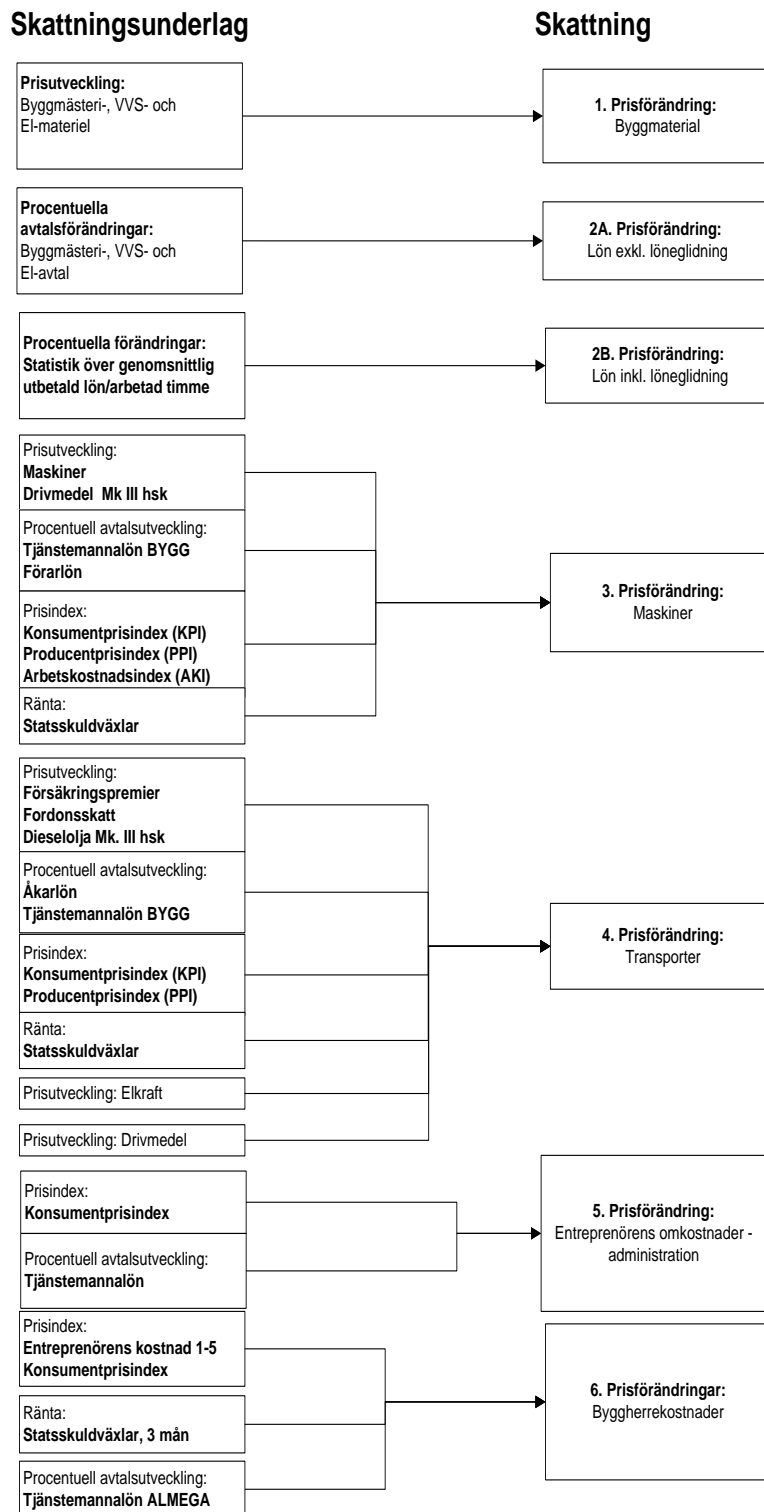 Skattningsunderlag
Skattning
Prisutveckling:
Byggmästeri-, VVS- och
El-materiel
1. Prisförändring:
Byggmaterial
Procentuella
avtalsförändringar:
Byggmästeri-, VVS- och
El-avtal
2A. Prisförändring:
Lön exkl. löneglidning
Procentuella förändringar:
Statistik över genomsnittlig
utbetald lön/arbetad timme
2B. Prisförändring:
Lön inkl. löneglidning
Prisutveckling:
Maskiner
Drivmedel Mk III hsk
Procentuell avtalsutveckling:
Tjänstemannalön BYGG
Förarlön
Prisindex:
Konsumentprisindex (KPI)
Producentprisindex (PPI)
Arbetskostnadsindex (AKI)
Ränta:
Statsskuldväxlar
3. Prisförändring:
Maskiner
Prisutveckling:
Försäkringspremier
Fordonsskatt
Dieselolja Mk. III hsk
Procentuell avtalsutveckling:
Åkarlön
Tjänstemannalön BYGG
Prisindex:
Konsumentprisindex (KPI)
Producentprisindex (PPI)
Ränta:
Statsskuldväxlar
Prisutveckling: Elkraft
Prisutveckling: Drivmedel
4. Prisförändring:
Transporter
Prisindex:
Konsumentprisindex
Procentuell avtalsutveckling:
Tjänstemannalön
5. Prisförändring:
Entreprenörens omkostnader -
administration
Prisindex:
Entreprenörens kostnad 1-5
Konsumentprisindex
Ränta:
Statsskuldväxlar, 3 mån
Procentuell avtalsutveckling:
Tjänstemannalön ALMEGA
6. Prisförändringar:
Byggherrekostnader